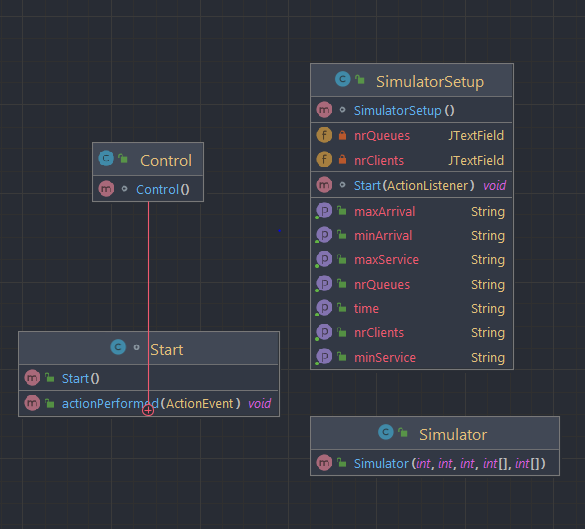 Control
Control()
Start
Start()
actionPerformed(ActionEvent) void
SimulatorSetup
SimulatorSetup()
nrQueues JTextField
nrClients JTextField
Start(ActionListener) void
maxArrival String
minArrival String
maxService String
nrQueues String
time String
nrClients String
minService String
Simulator
Simulator(int, int, int, int[], int[])